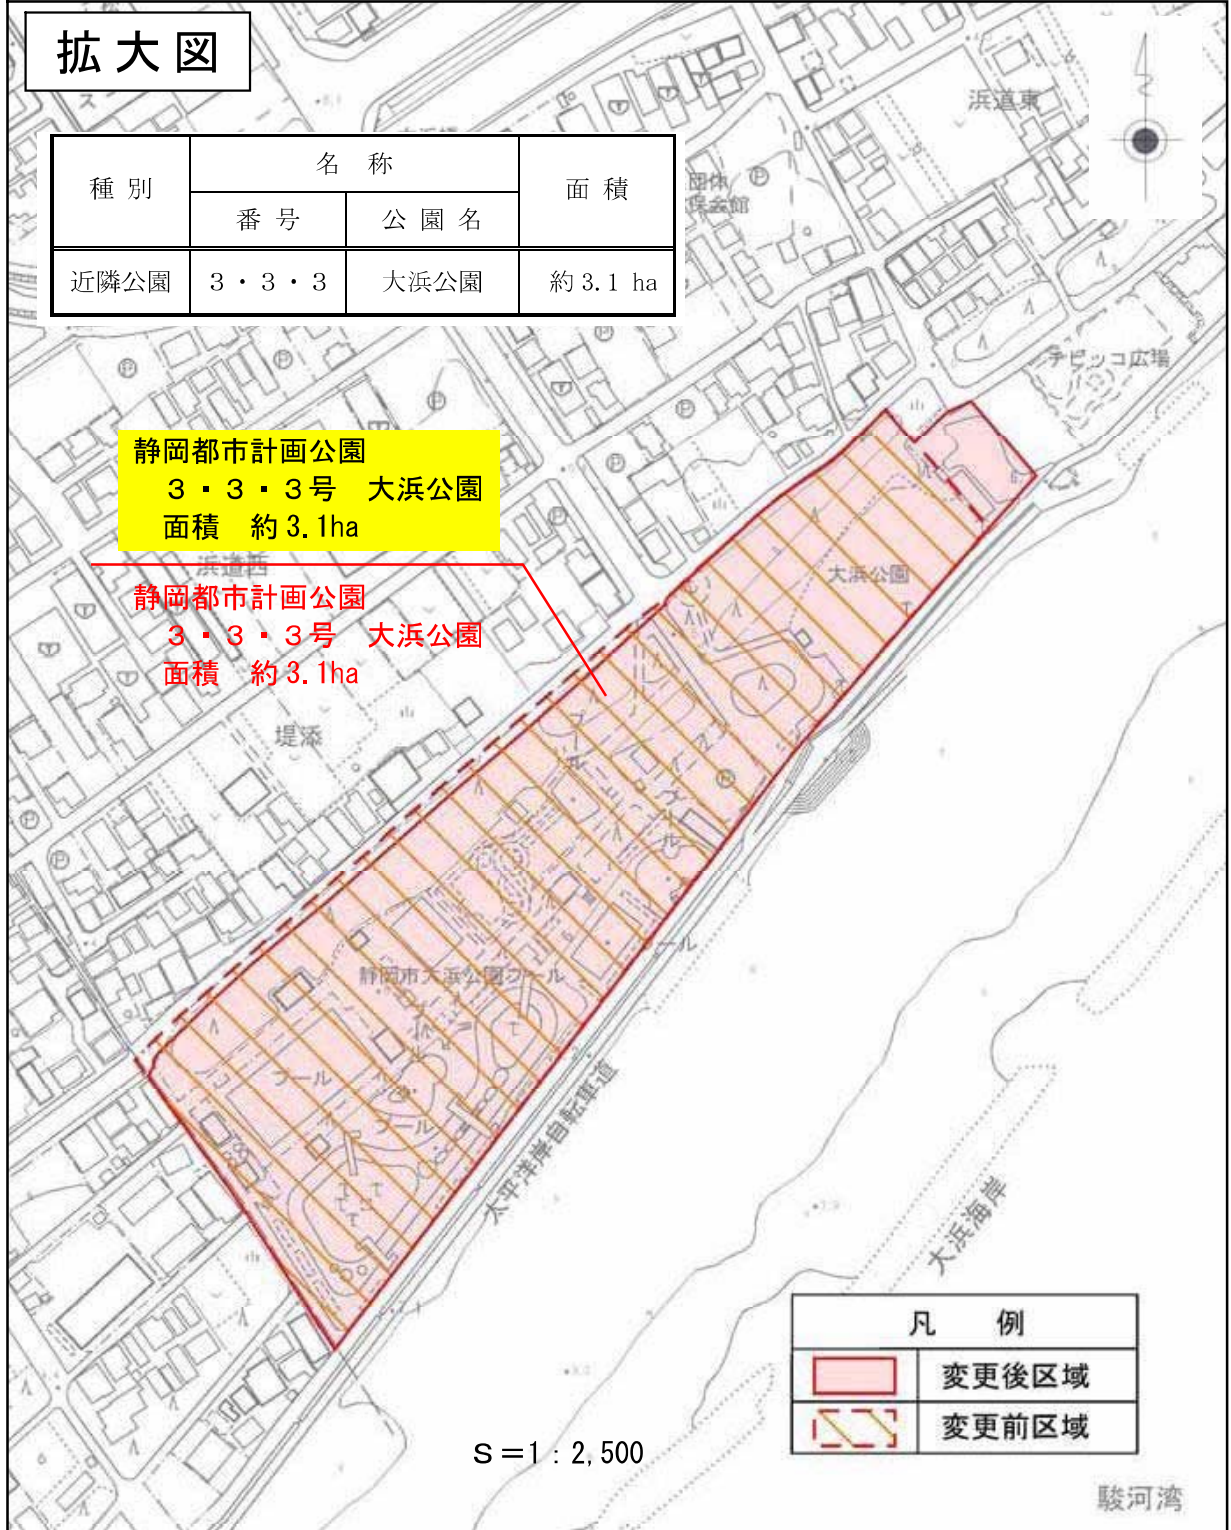 拡大図
種別
名 称
面積
番号
公園名
近隣公園
3・3・3
大浜公園
約3.1 ha
浜道東
団体
保会館
チビッコ広場
静岡都市計画公園
3・3・3号 大浜公園
面積 約3.1ha
浜道西
静岡都市計画公園
3・3・3号 大浜公園
面積 約3.1ha
大浜公園
堤添
プール
静岡市大浜公園プール
プール
プール
太平洋岸自転車道
大浜海岸
凡 例
変更後区域
変更前区域
S=1:2,500
駿河湾